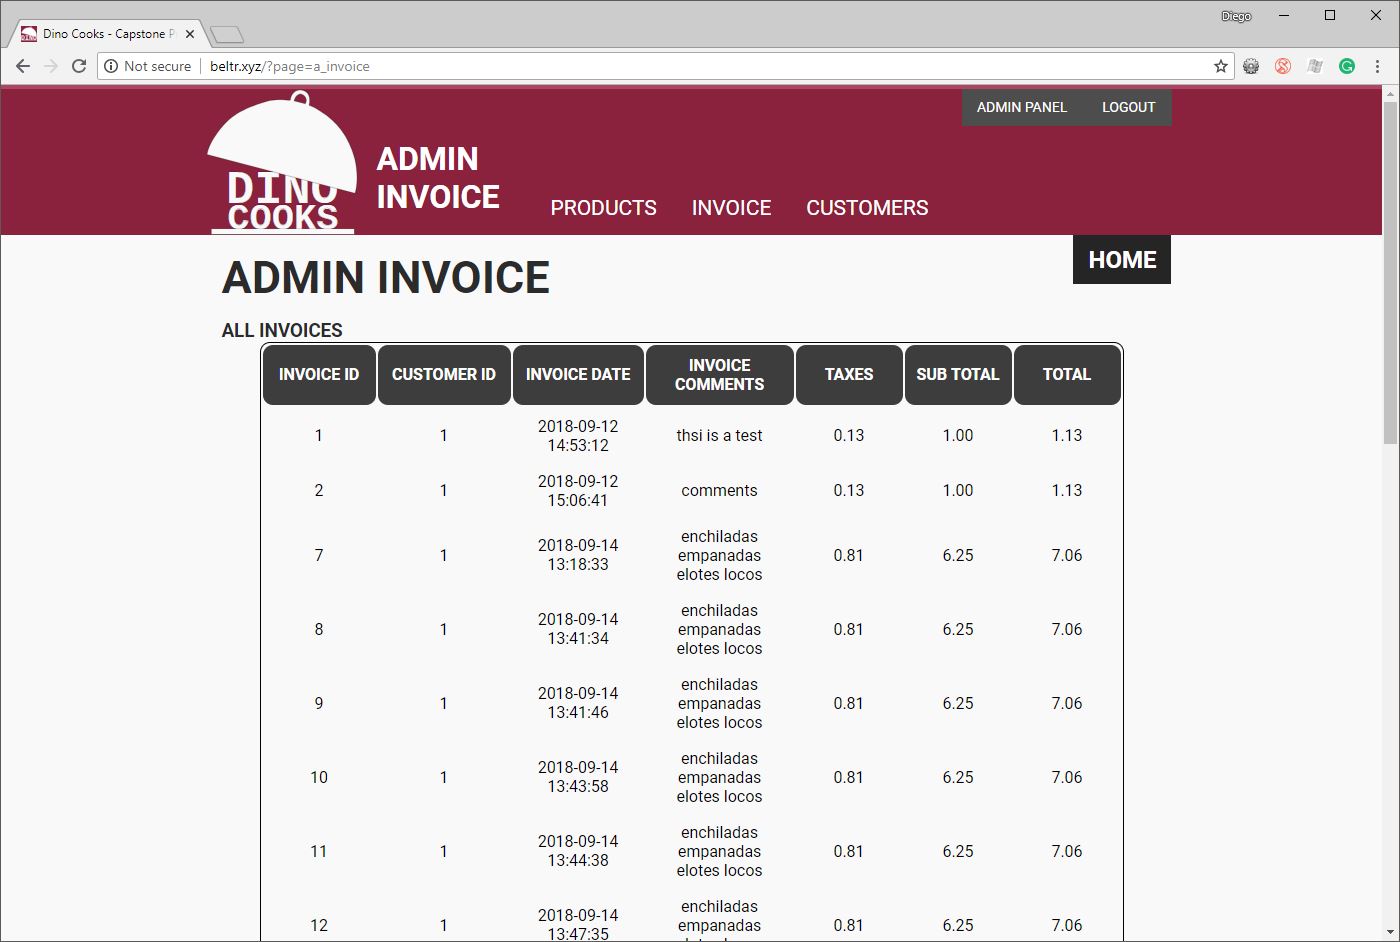 Diego
Dino Cooks - Capstone P
Not secure
beltr.xyz/?page=a_invoice
ADMIN PANEL LOGOUT
DINO
COOKS
ADMIN
INVOICE
PRODUCTS INVOICE CUSTOMERS
HOME
ADMIN INVOICE
ALL INVOICES
INVOICE ID CUSTOMER ID INVOICE DATE INVOICE COMMENTS TAXES SUB TOTAL TOTAL
1 1 2018-09-12 14:53:12 thsi is a test 0.13 1.00 1.13
2 1 2018-09-12 15:06:41 comments 0.13 1.00 1.13
7 1 2018-09-14 13:18:33 enchiladas empanadas elotes locos 0.81 6.25 7.06
8 1 2018-09-14 13:41:34 enchiladas empanadas elotes locos 0.81 6.25 7.06
9 1 2018-09-14 13:41:46 enchiladas empanadas elotes locos 0.81 6.25 7.06
10 1 2018-09-14 13:43:58 enchiladas empanadas elotes locos 0.81 6.25 7.06
11 1 2018-09-14 13:44:38 enchiladas empanadas elotes locos 0.81 6.25 7.06
12 1 2018-09-14 13:47:35 enchiladas empanadas 0.81 6.25 7.06